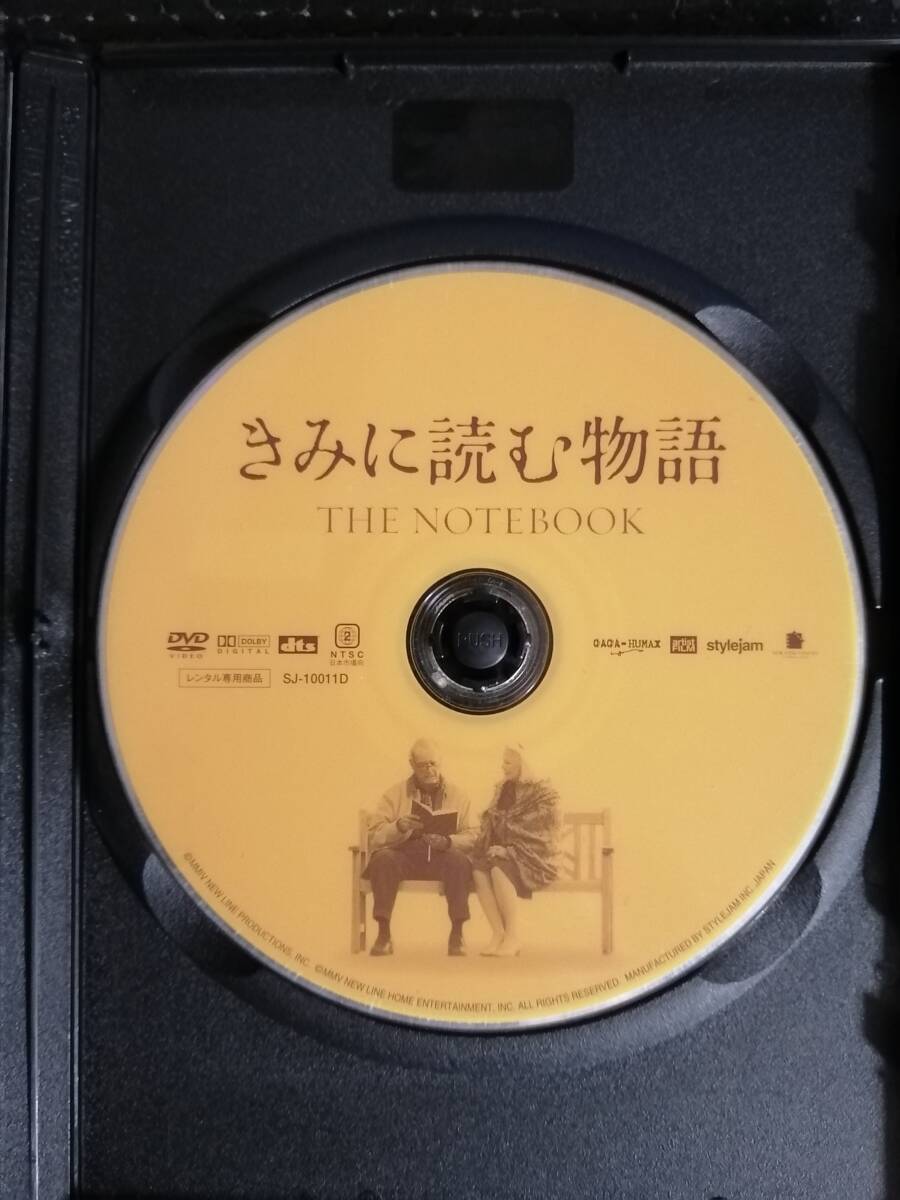 きみに読む物語
THE NOTEBOOK
DVD VIDEO
DOLBY DIGITAL
dts
2 NTSC 日本市場向
レンタル専用商品 SJ-10011D
PUSH
GAGA-HUMAX
artist FILM
stylejam
©MMIV NEW LINE PRODUCTIONS, INC. ©MMV NEW LINE HOME ENTERTAINMENT, INC. ALL RIGHTS RESERVED. MANUFACTURED BY STYLEJAM INC. JAPAN